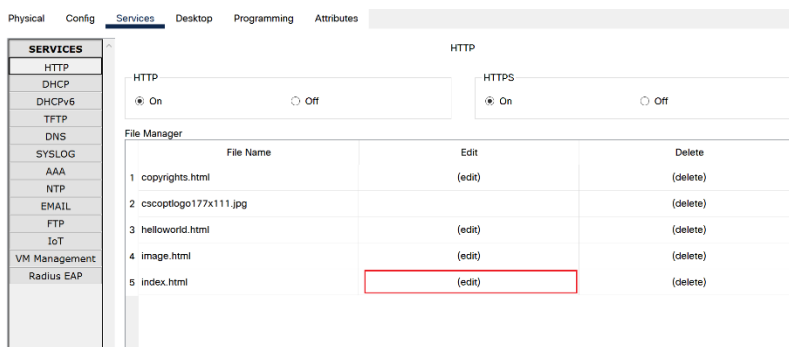 Physical Config Services Desktop Programming Attributes
SERVICES
HTTP
DHCP
DHCPv6
TFTP
DNS
SYSLOG
AAA
NTP
EMAIL
FTP
IoT
VM Management
Radius EAP
HTTP
HTTP
On Off
HTTPS
On Off
File Manager
File Name Edit Delete
1 copyrights.html (edit) (delete)
2 cscoptlogo177x111.jpg (delete)
3 helloworld.html (edit) (delete)
4 image.html (edit) (delete)
5 index.html (edit) (delete)